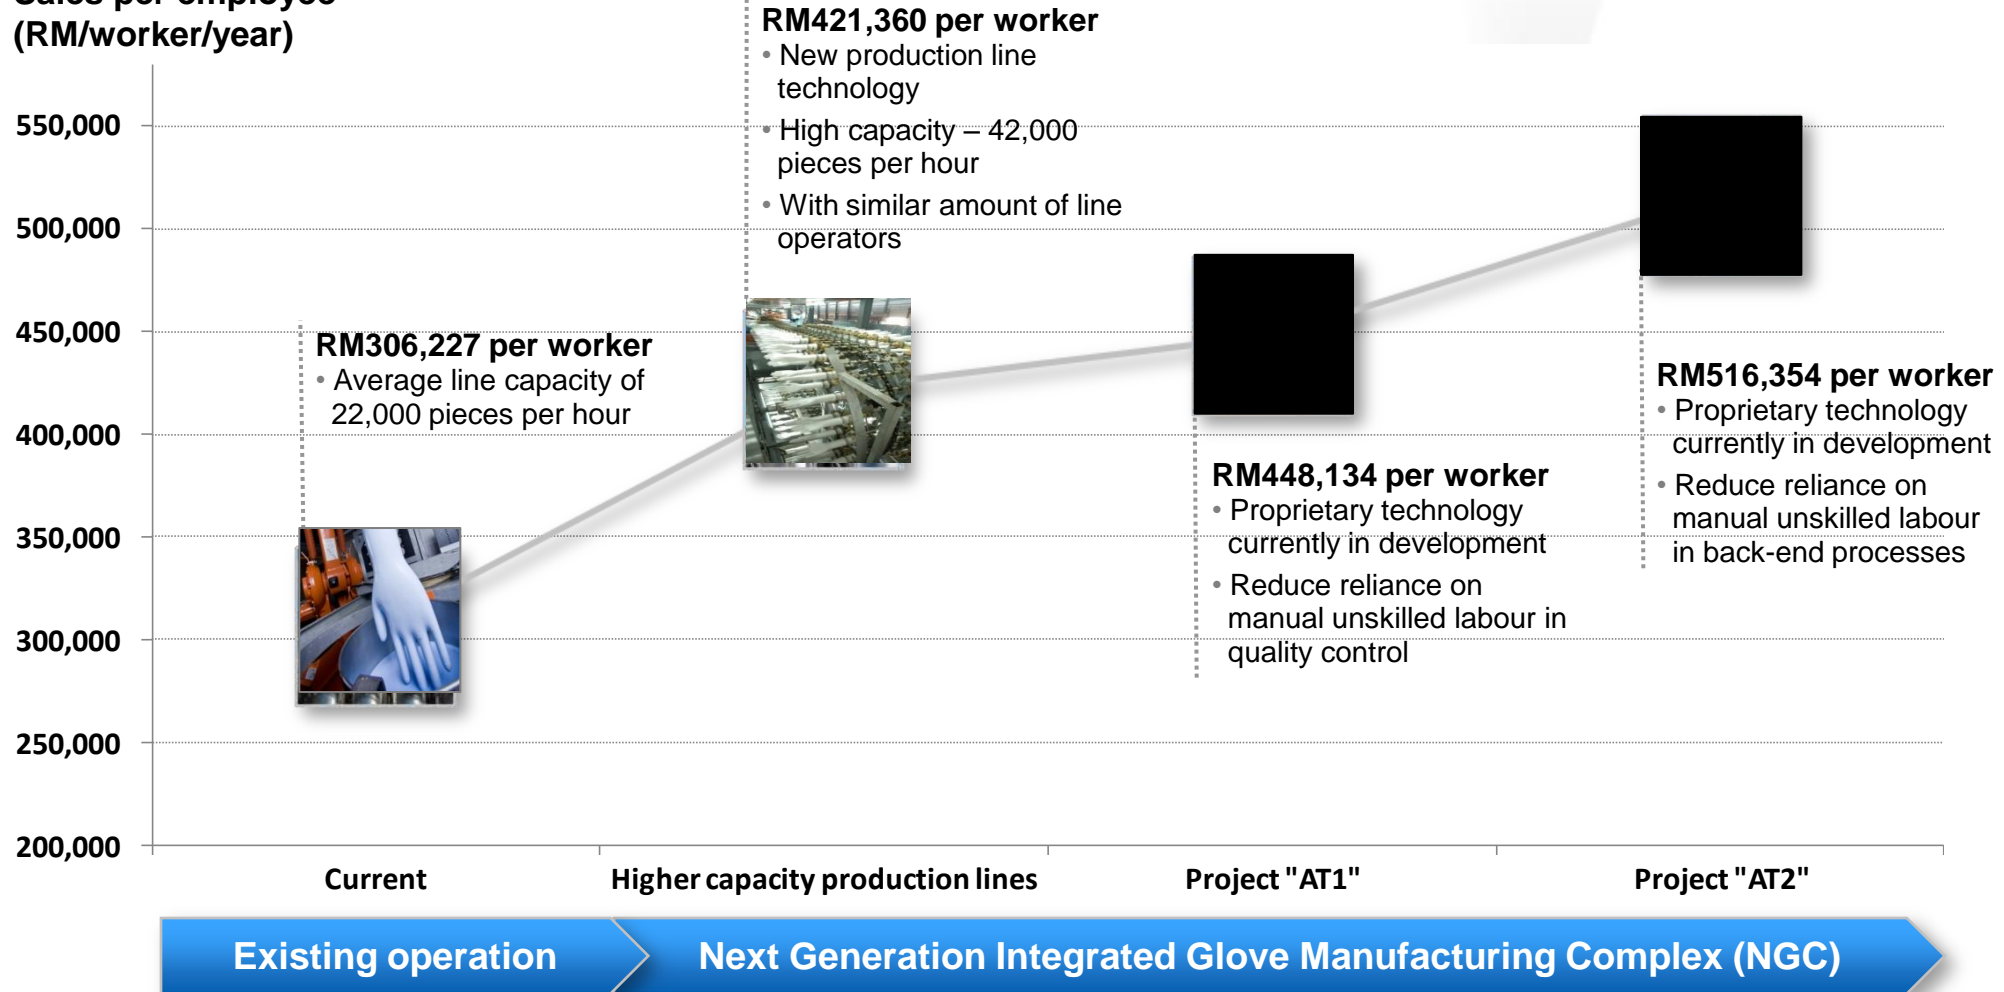 Sales per employee
(RM/worker/year)
RM421,360 per worker
• New production line
technology
• High capacity – 42,000
pieces per hour
• With similar amount of line
operators
550,000
500,000
450,000
400,000
350,000
300,000
250,000
200,000
RM306,227 per worker
• Average line capacity of
22,000 pieces per hour
RM448,134 per worker
• Proprietary technology
currently in development
• Reduce reliance on
manual unskilled labour in
quality control
RM516,354 per worker
• Proprietary technology
currently in development
• Reduce reliance on
manual unskilled labour
in back-end processes
Current
Higher capacity production lines
Project "AT1"
Project "AT2"
Existing operation
Next Generation Integrated Glove Manufacturing Complex (NGC)